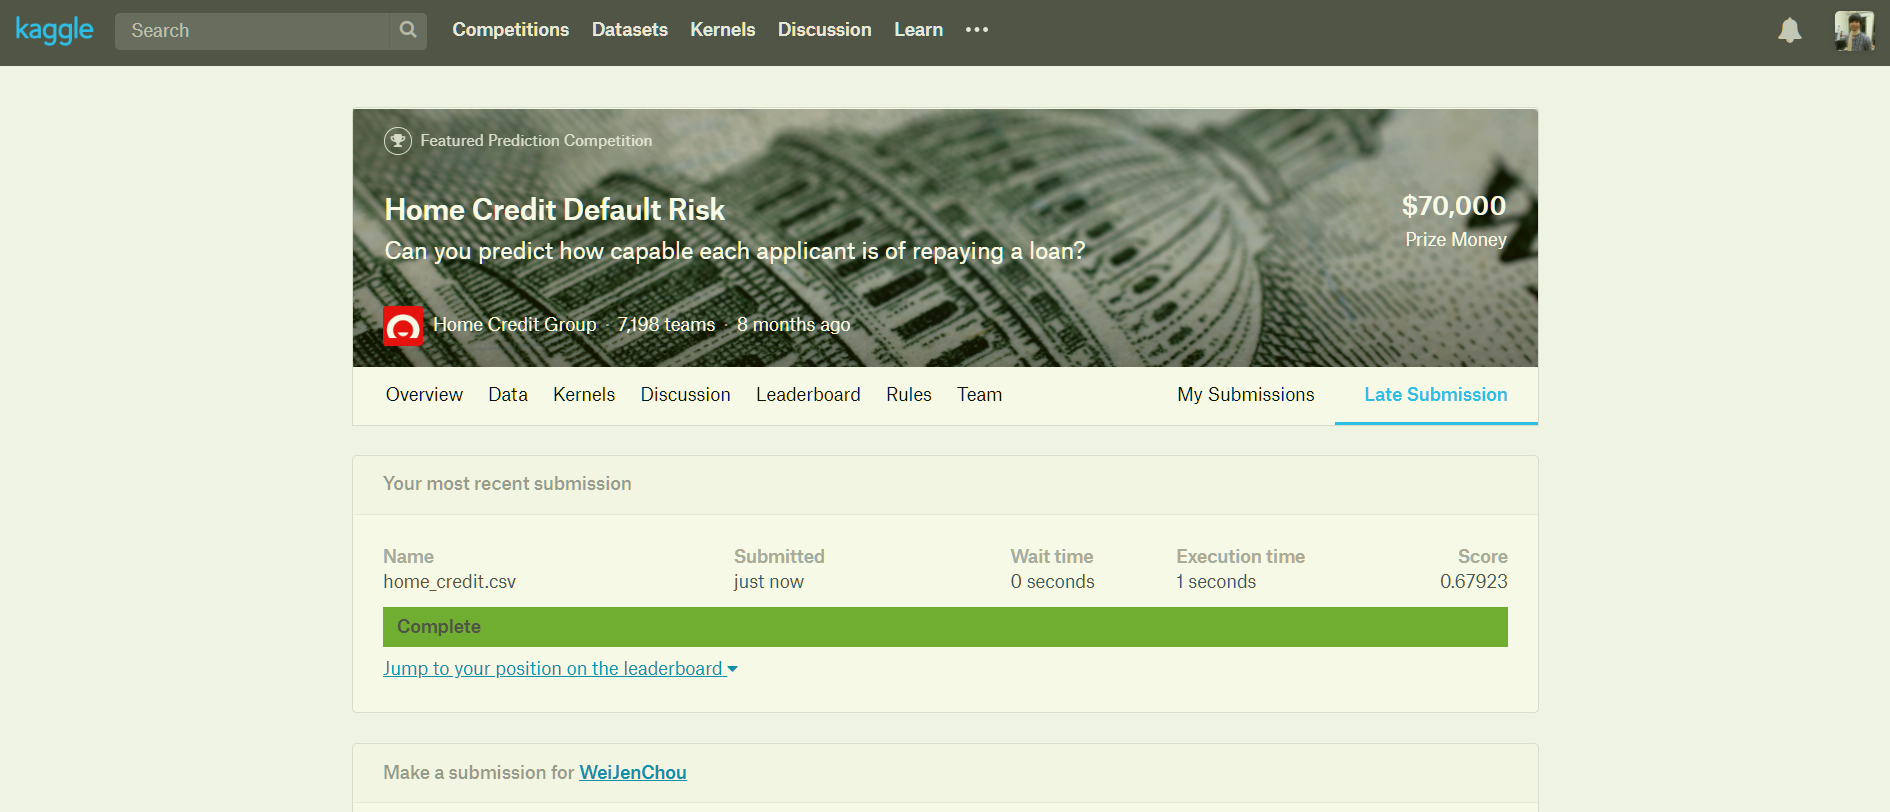 kaggle Search Competitions Datasets Kernels Discussion Learn
Featured Prediction Competition
Home Credit Default Risk
$70,000
Can you predict how capable each applicant is of repaying a loan?
Prize Money
Home Credit Group · 7,198 teams · 8 months ago
Overview Data Kernels Discussion Leaderboard Rules Team My Submissions Late Submission
Your most recent submission
Name Submitted Wait time Execution time Score
home_credit.csv just now 0 seconds 1 seconds 0.67923
Complete
Jump to your position on the leaderboard
Make a submission for WeiJenChou